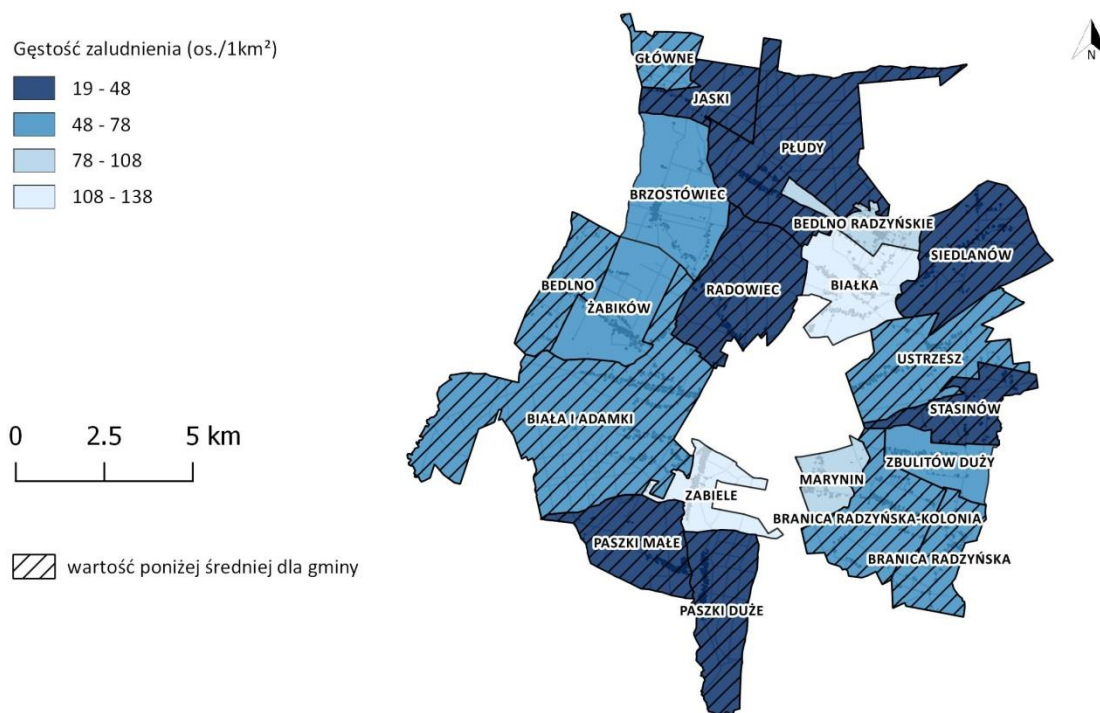 Gęstość zaludnienia (os./1km²)
19 - 48
48 - 78
78 - 108
108 - 138
N
GŁÓWNE
JASKI
PŁUDY
BRZOSTÓWIEC
BEDLNO RADZYŃSKIE
SIEDLANÓW
BEDLNO
ŻABIKÓW
RADOWIEC
BIAŁKA
USTRZESZ
STASINÓW
BIAŁA I ADAMKI
0 2.5 5 km
ZBULITÓW DUŻY
MARYNIN
ZABIELE
BRANICA RADZYŃSKA-KOLONIA
PASZKI MAŁE
BRANICA RADZYŃSKA
wartość poniżej średniej dla gminy
PASZKI DUŻE